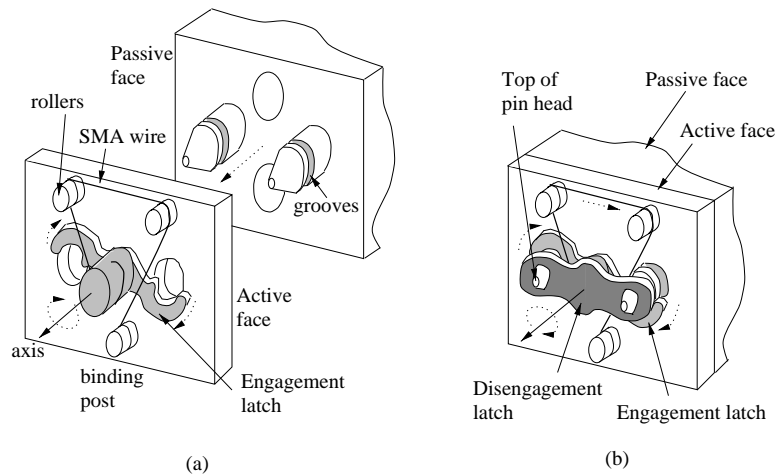 Passive
face
rollers
SMA wire
grooves
Active
face
axis
binding
post
Engagement
latch
(a)
Top of
pin head
Passive face
Active face
Disengagement
latch
Engagement latch
(b)